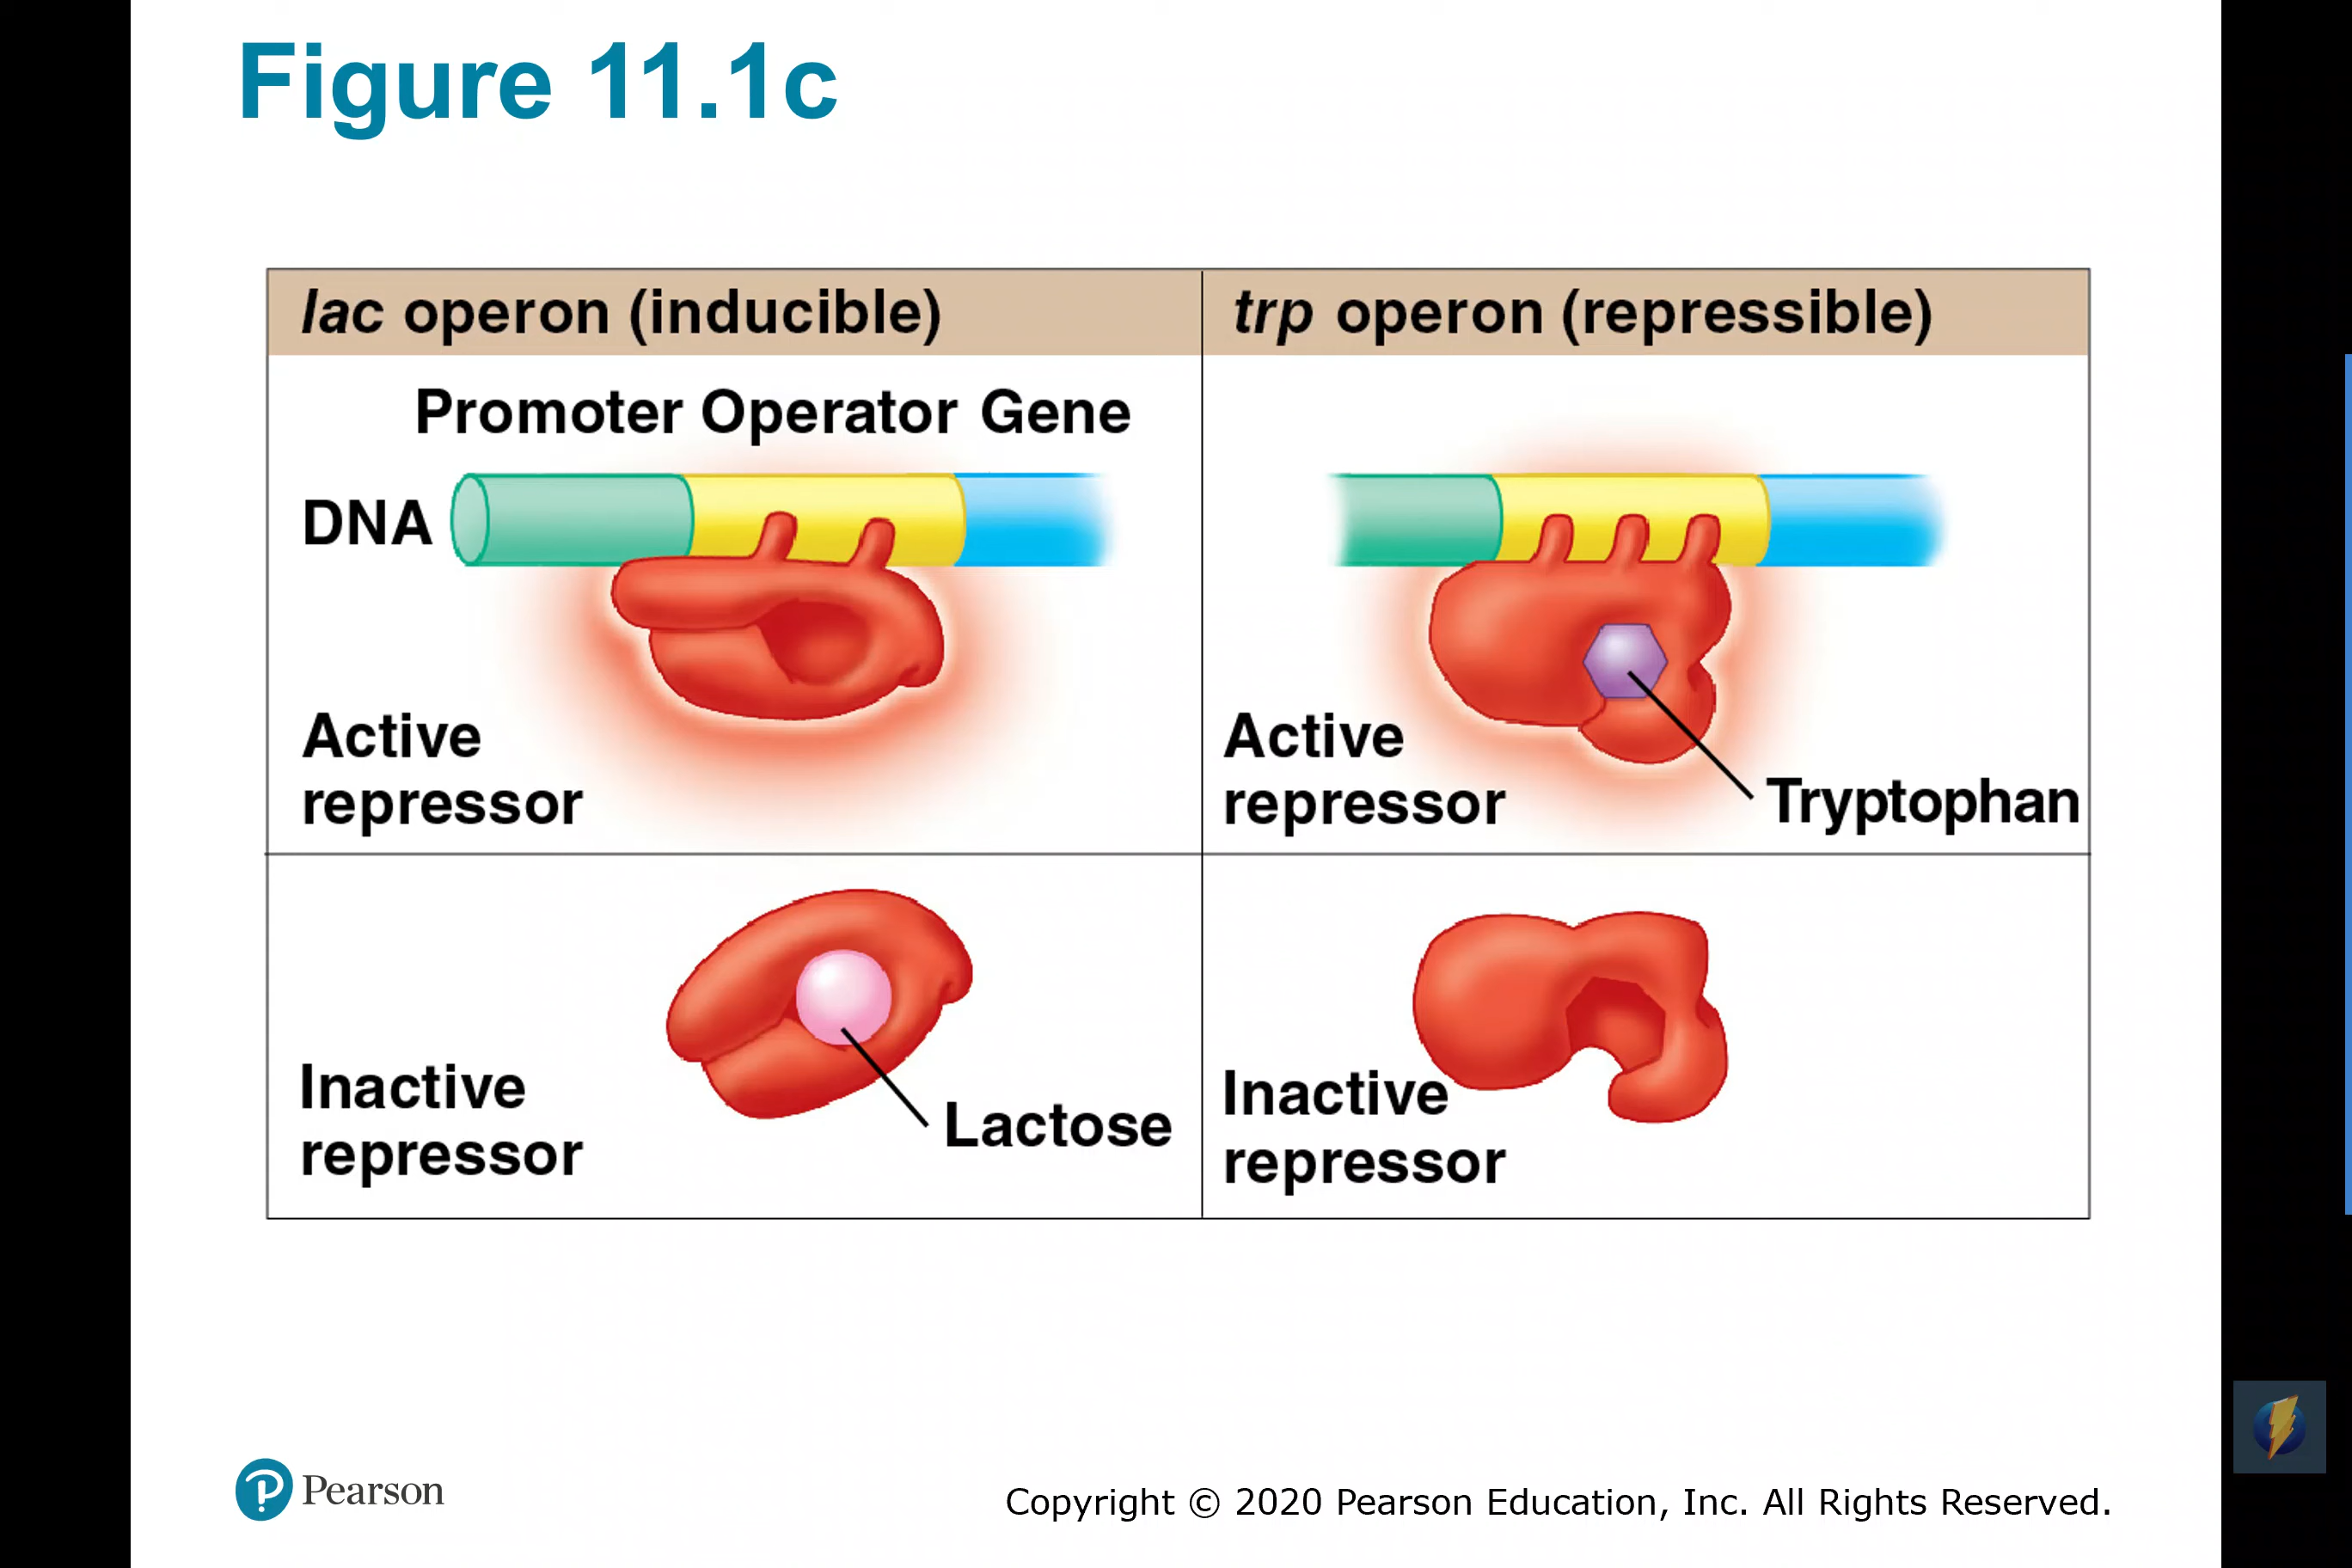 Figure 11.1c
lac operon (inducible)
trp operon (repressible)
Promoter Operator Gene
DNA
Active
repressor
Active
repressor
Tryptophan
Inactive
repressor
Lactose
Inactive
repressor
Pearson
Copyright © 2020 Pearson Education, Inc. All Rights Reserved.